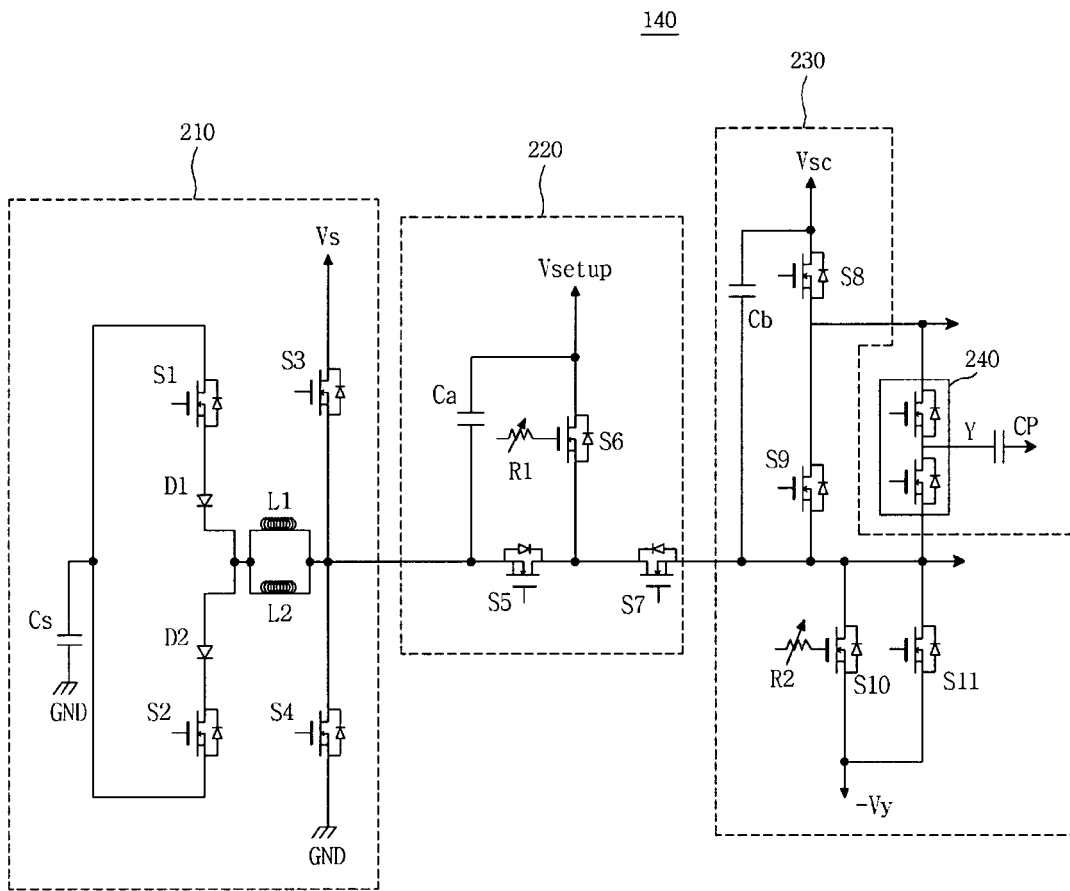 140
230
210
220
Vsc
Vs
Vsetup
S8
Cb
240
S1
S3
Ca
Y
CP
R1
S6
S9
D1
L1
L2
S5
S7
Cs
D2
R2
S10
S11
GND
S2
S4
-Vy
GND